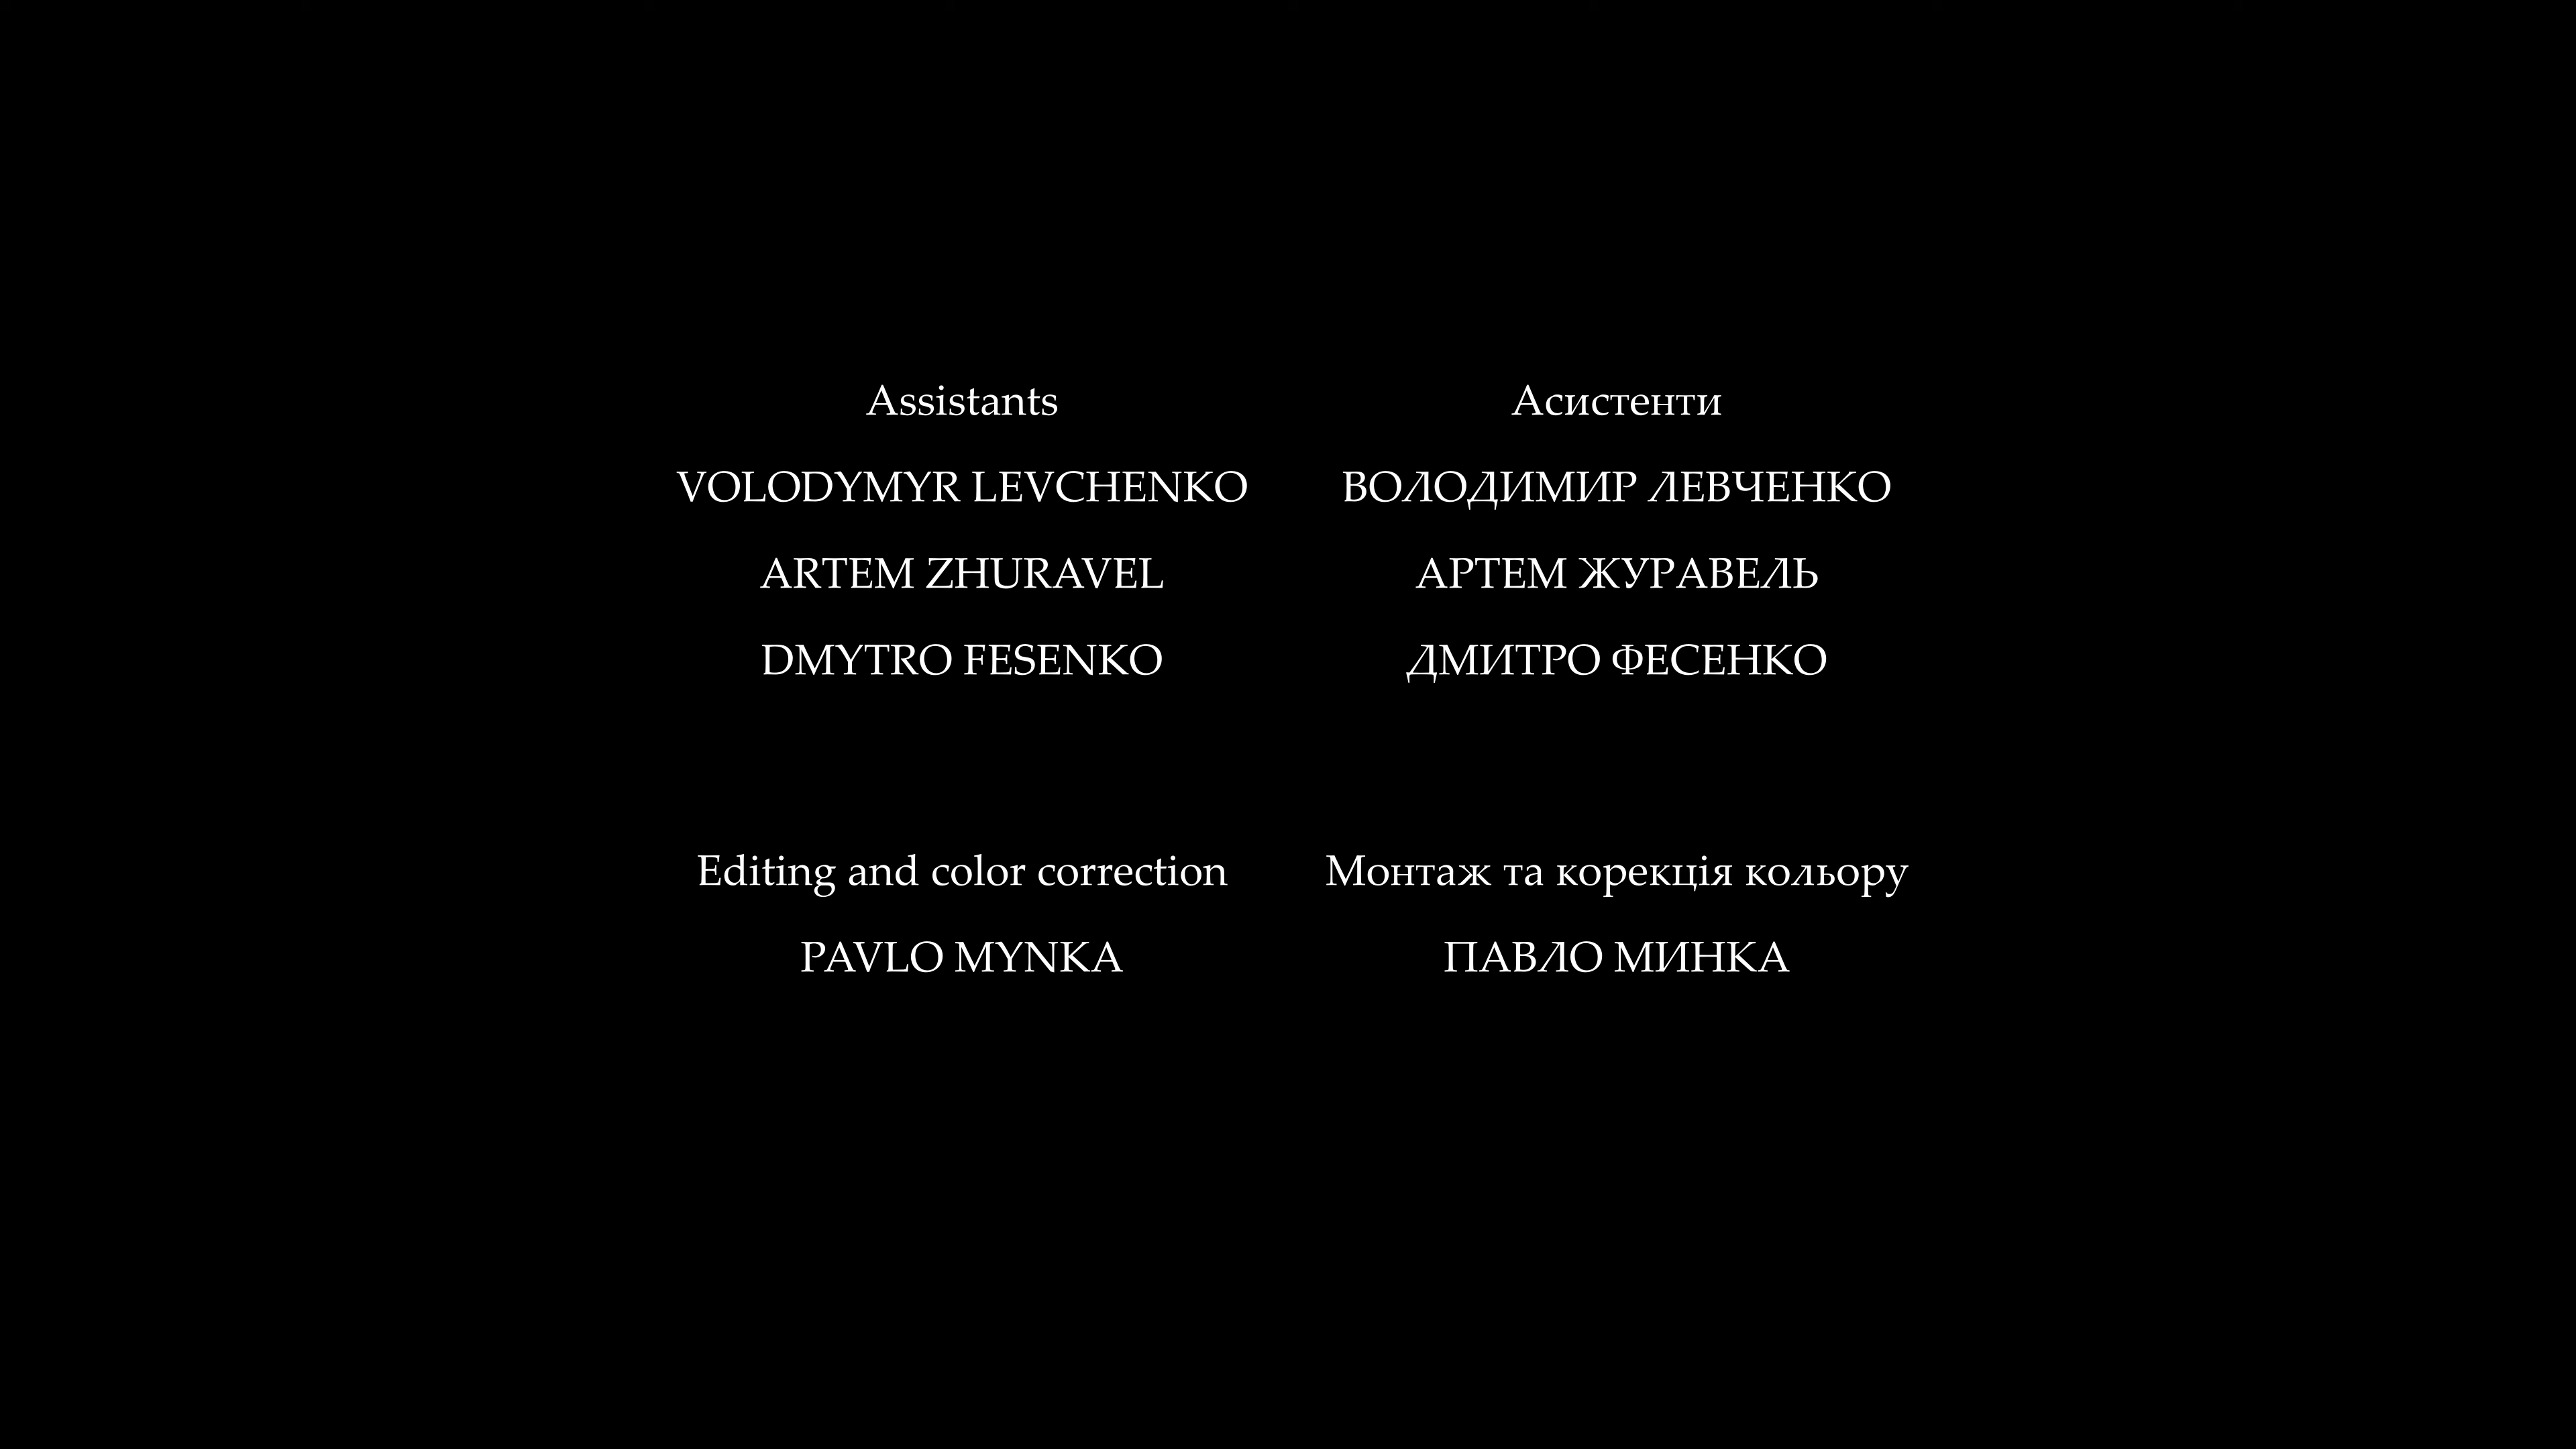 Assistants
VOLODYMYR LEVCHENKO
ARTEM ZHURAVEL
DMYTRO FESENKO
Editing and color correction
PAVLO MYNKA
Асистенти
ВОЛОДИМИР ЛЕВЧЕНКО
АРТЕМ ЖУРАВЕЛЬ
ДМИТРО ФЕСЕНКО
Монтаж та корекція кольору
ПАВЛО МИНКА